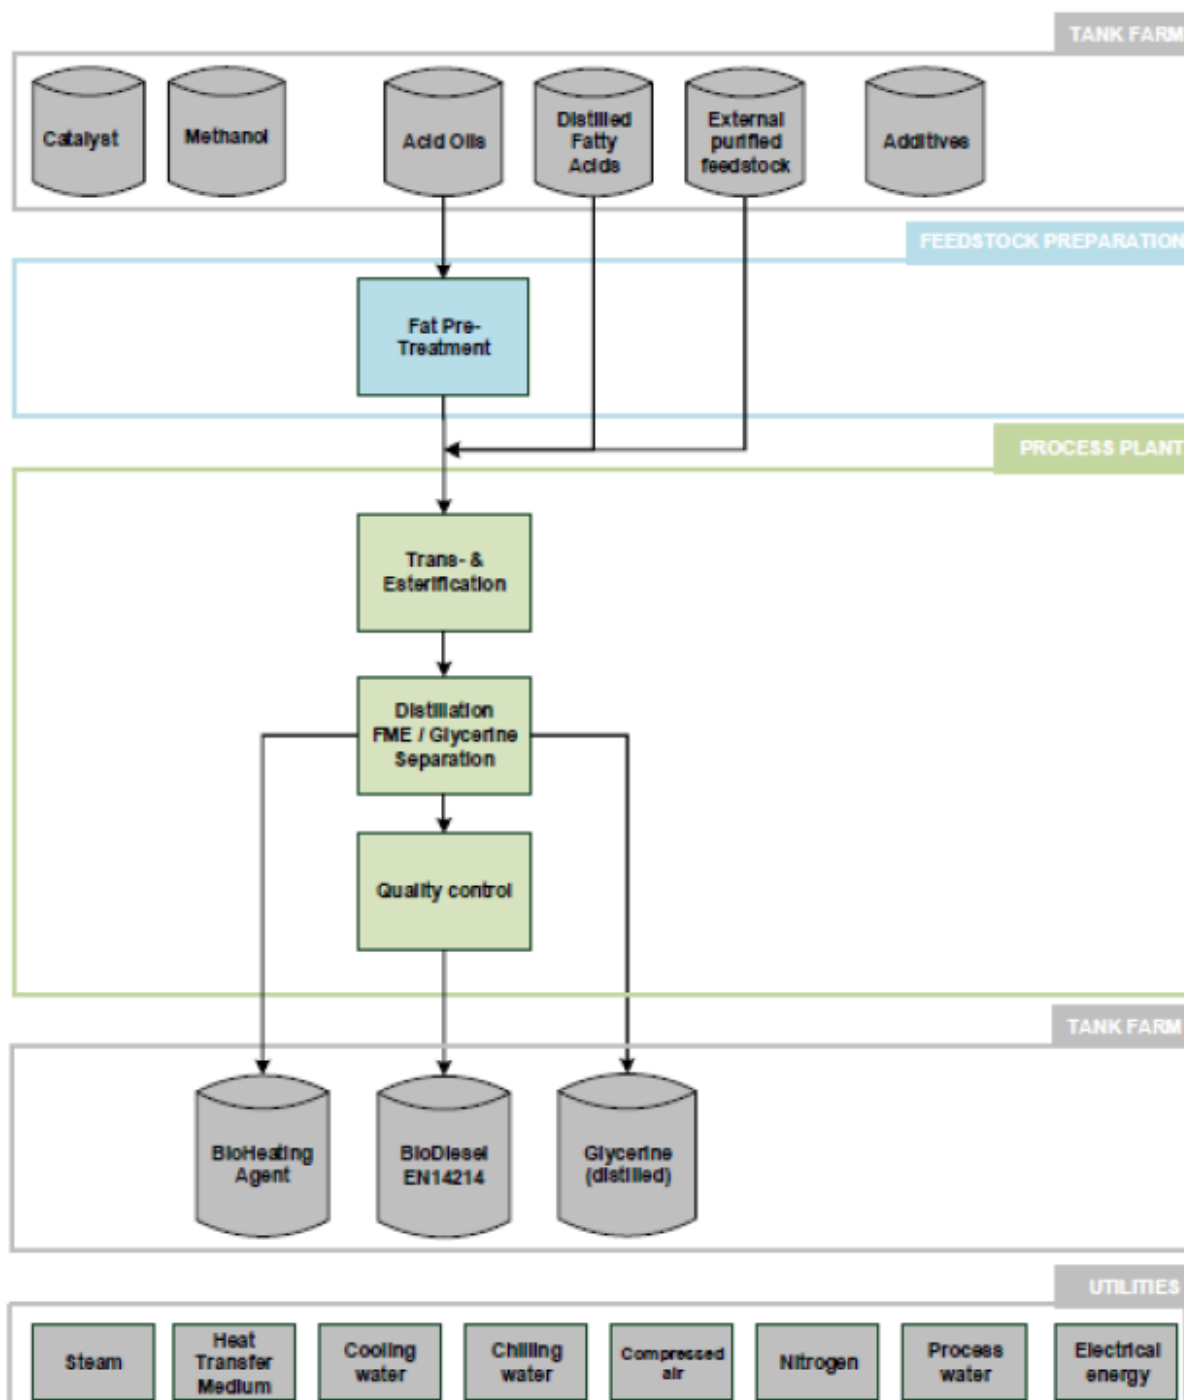 TANK FARM
Catalyst
Methanol
Acid Oils
Distilled
Fatty
Acids
External
purified
feedstock
Additives
FEEDSTOCK PREPARATION
Fat Pre-
Treatment
PROCESS PLANT
Trans- &
Esterification
Distillation
FME / Glycerine
Separation
Quality control
TANK FARM
BioHeating
Agent
BioDiesel
EN14214
Glycerine
(distilled)
UTILITIES
Steam
Heat
Transfer
Medium
Cooling
water
Chilling
water
Compressed
air
Nitrogen
Process
water
Electrical
energy